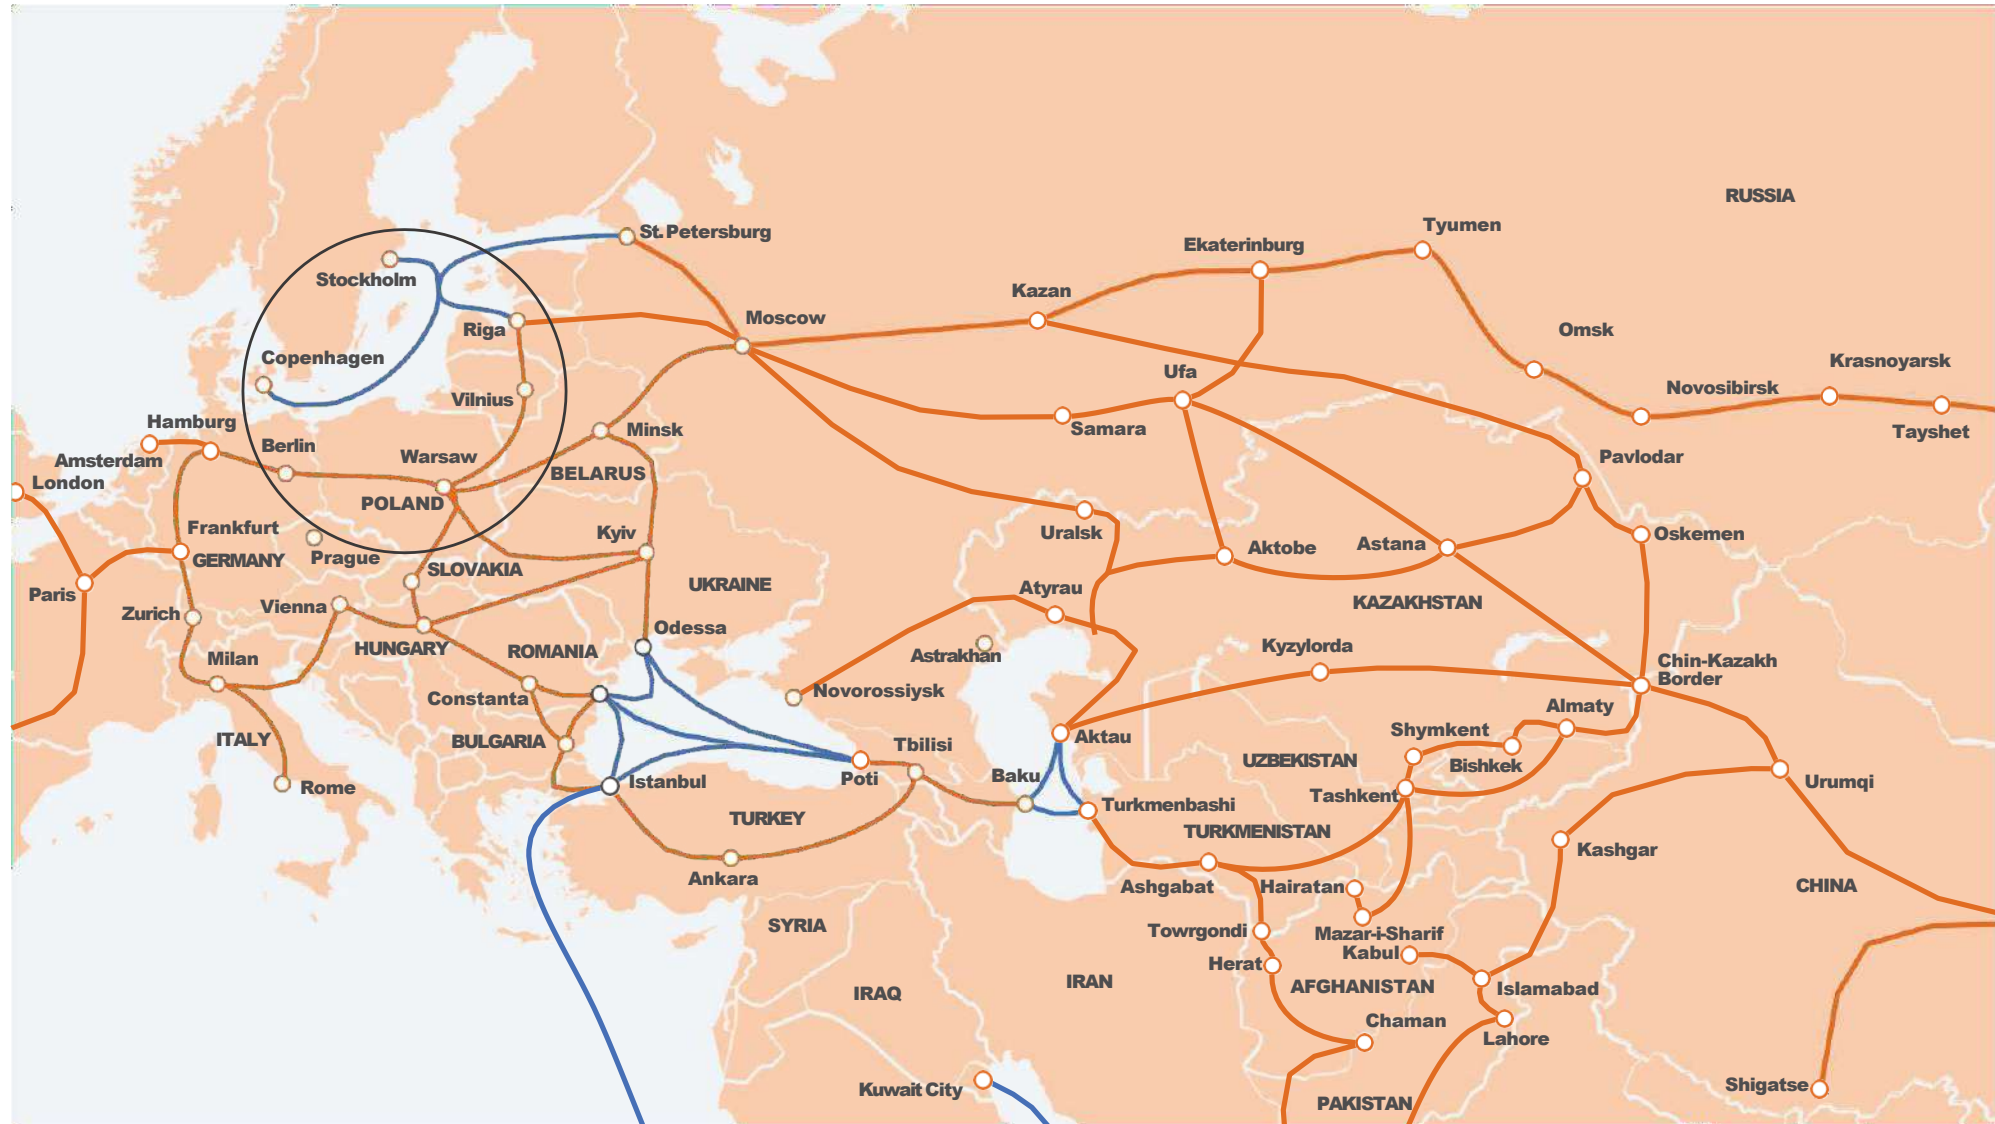 RUSSIA
Tyumen
St. Petersburg
Ekaterinburg
Stockholm
Kazan
Moscow
Riga
Omsk
Copenhagen
Krasnoyarsk
Ufa
Novosibirsk
Vilnius
Hamburg
Minsk
Samara
Tayshet
Berlin
Warsaw
Amsterdam
Pavlodar
BELARUS
London
POLAND
Frankfurt
Kyiv
Uralsk
Oskemen
Aktobe
Astana
Prague
GERMANY
SLOVAKIA
UKRAINE
Atyrau
Paris
KAZAKHSTAN
Vienna
Zurich
Odessa
HUNGARY
ROMANIA
Kyzylorda
Milan
Astrakhan
Chin-Kazakh
Border
Novorossiysk
Constanta
Almaty
Shymkent
ITALY
BULGARIA
Tbilisi
Aktau
UZBEKISTAN
Bishkek
Rome
Istanbul
Poti
Baku
Tashkent
Urumqi
Turkmenbashi
TURKEY
TURKMENISTAN
Kashgar
Ankara
Ashgabat
Hairatan
CHINA
SYRIA
Towrgondi
Mazar-i-Sharif
Kabul
Herat
IRAN
AFGHANISTAN
Islamabad
IRAQ
Chaman
Lahore
Kuwait City
Shigatse
PAKISTAN